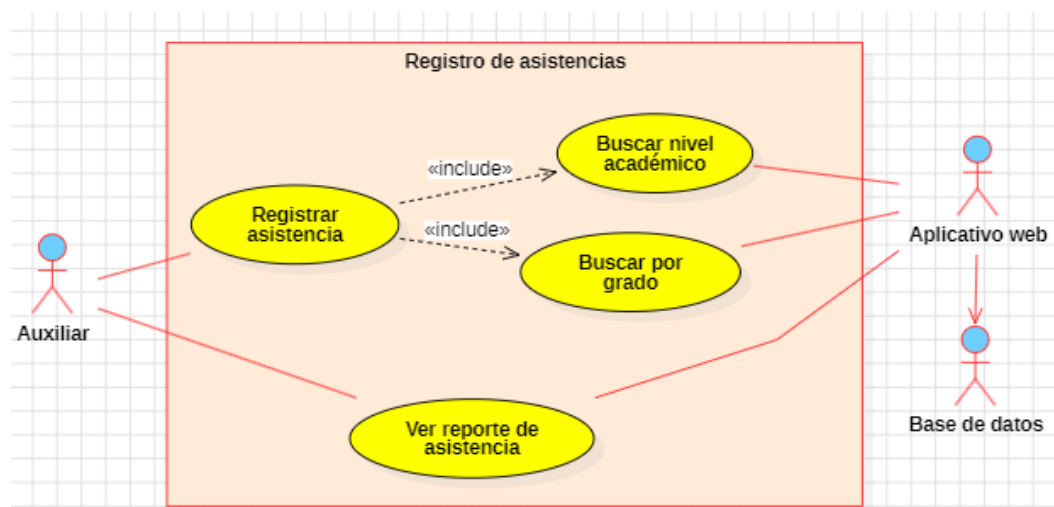 Registro de asistencias
Buscar nivel
académico
«include»
Registrar
asistencia
«include»
Aplicativo web
Buscar por
grado
Auxiliar
Ver reporte de
asistencia
Base de datos